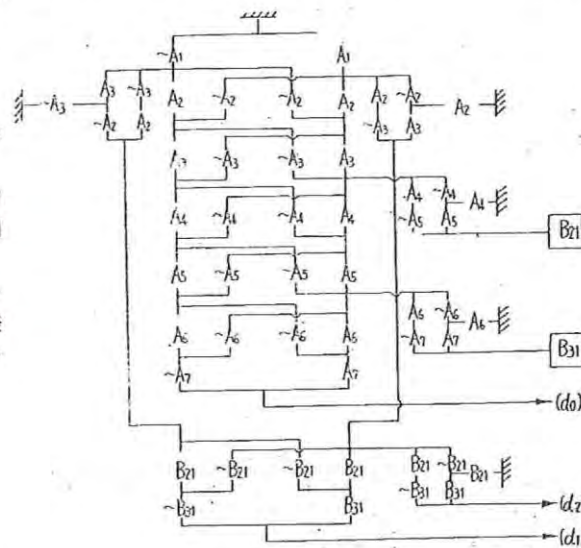 ~A1 A1
~A3 ~A3 A2 ~A2 ~A2 A2 A2 ~A2
~A3 A2 
~A2 A2 ~A3 A3
~A3 ~A3 A3 A4 ~A4
A4 
~A5 A5 B21
A4 ~A4 ~A4 A4
A5 ~A5 ~A5 A5
A6 ~A6
A6
A6 ~A6 ~A6 A6 ~A7 A7 B31
~A7 A7
(d0)
B21 ~B21 ~B21 B21 B21 ~B21
B21
~B31 B31 ~B31 B31
(d2
(d1